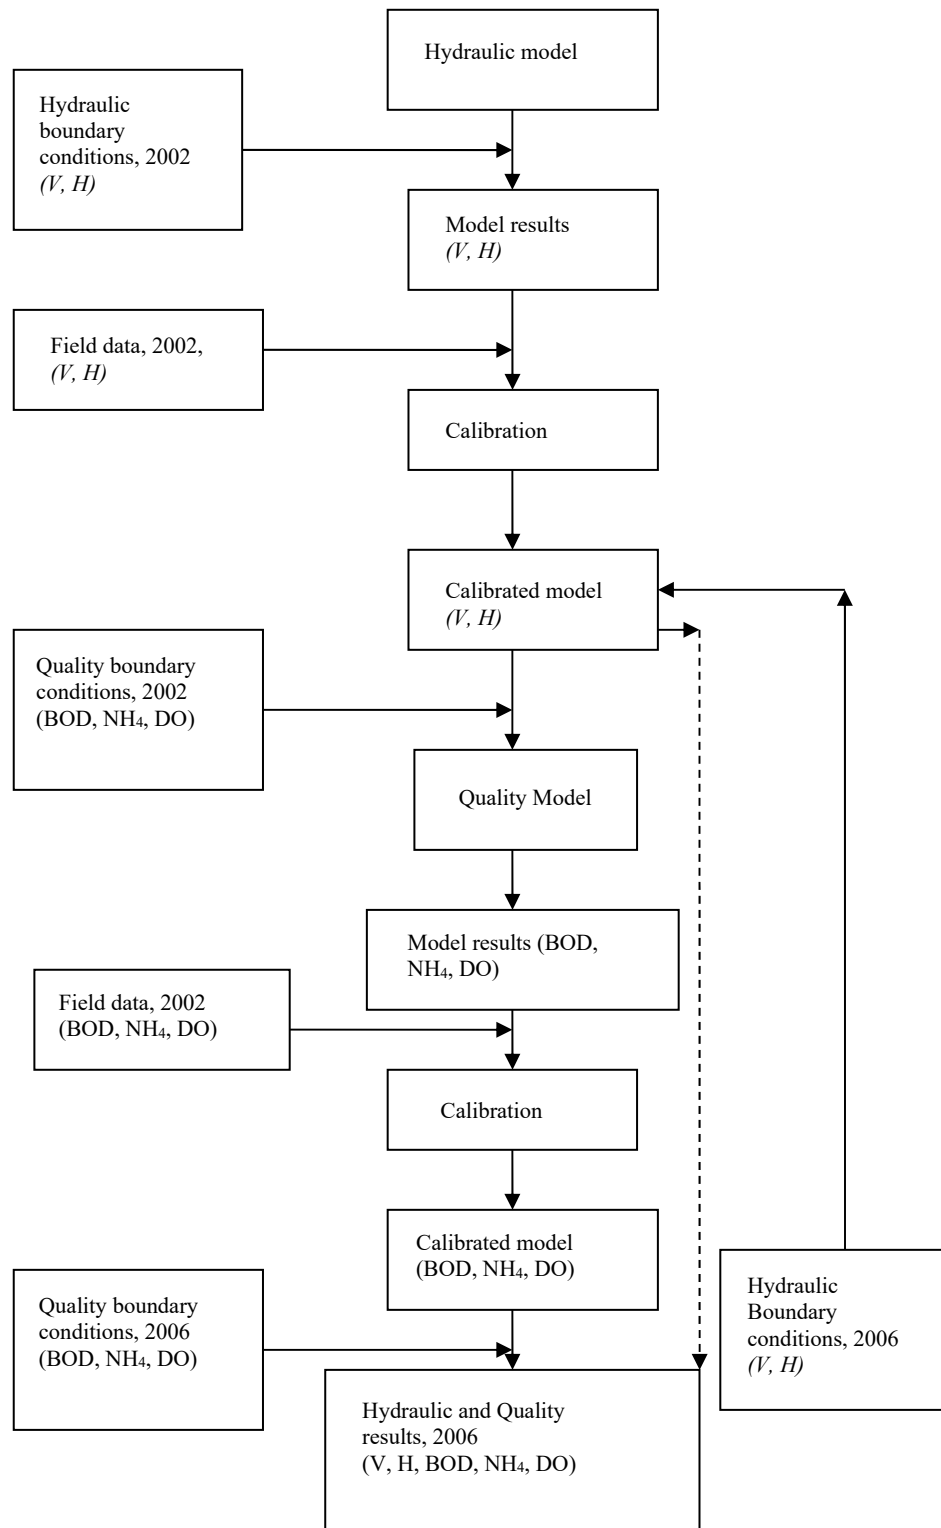 Hydraulic model
Hydraulic
boundary
conditions, 2002
(V, H)
Model results
(V, H)
Field data, 2002,
(V, H)
Calibration
Calibrated model
(V, H)
Quality boundary
conditions, 2002
(BOD, NH₄, DO)
Quality Model
Model results (BOD,
NH₄, DO)
Field data, 2002
(BOD, NH₄, DO)
Calibration
Calibrated model
(BOD, NH₄, DO)
Quality boundary
conditions, 2006
(BOD, NH₄, DO)
Hydraulic
Boundary
conditions, 2006
(V, H)
Hydraulic and Quality
results, 2006
(V, H, BOD, NH₄, DO)